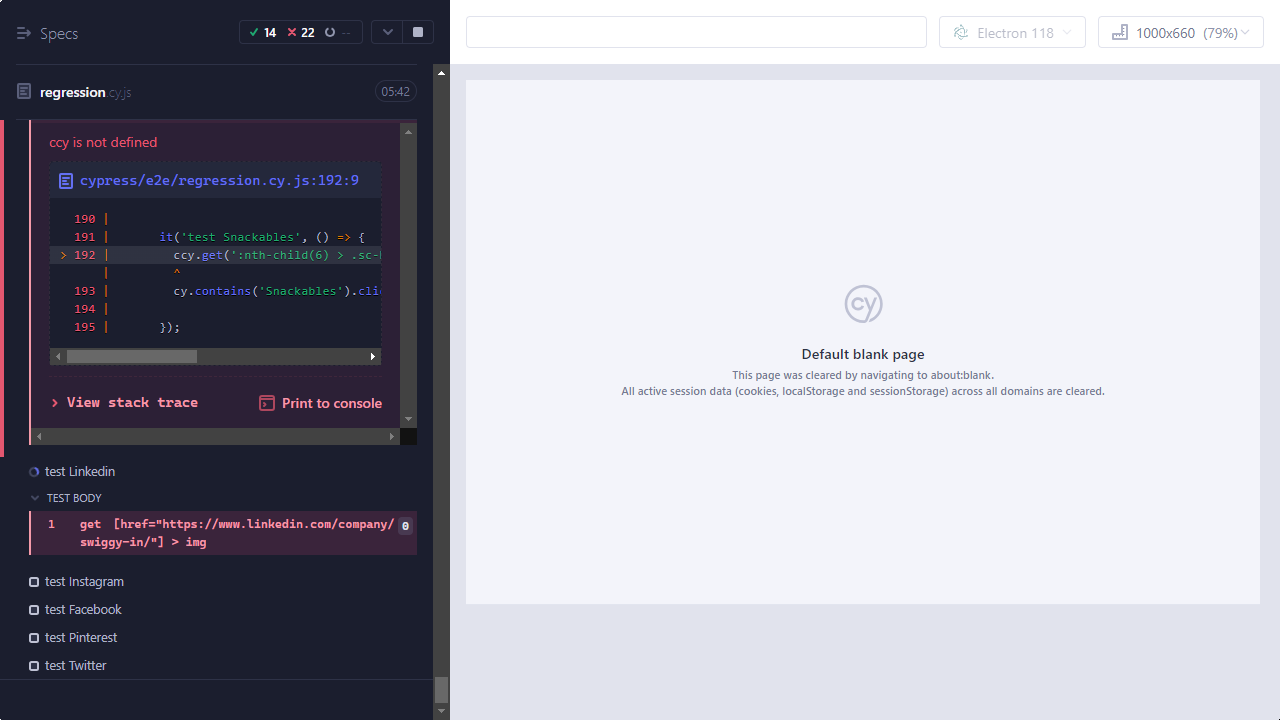 Specs
14 22 --
Electron 118
1000x660 (79%)
regression.cy.js
05:42
ccy is not defined
cypress/e2e/regression.cy.js:192:9
190 |
191 | it('test Snackables', () => {
> 192 | ccy.get(':nth-child(6) > .sc-
| ^
193 | cy.contains('Snackables').clic
194 |
195 | });
View stack trace
Print to console
test Linkedin
TEST BODY
1 get [href="https://www.linkedin.com/company/ 0
swiggy-in/"] > img
test Instagram
test Facebook
test Pinterest
test Twitter
cy
Default blank page
This page was cleared by navigating to about:blank.
All active session data (cookies, localStorage and sessionStorage) across all domains are cleared.